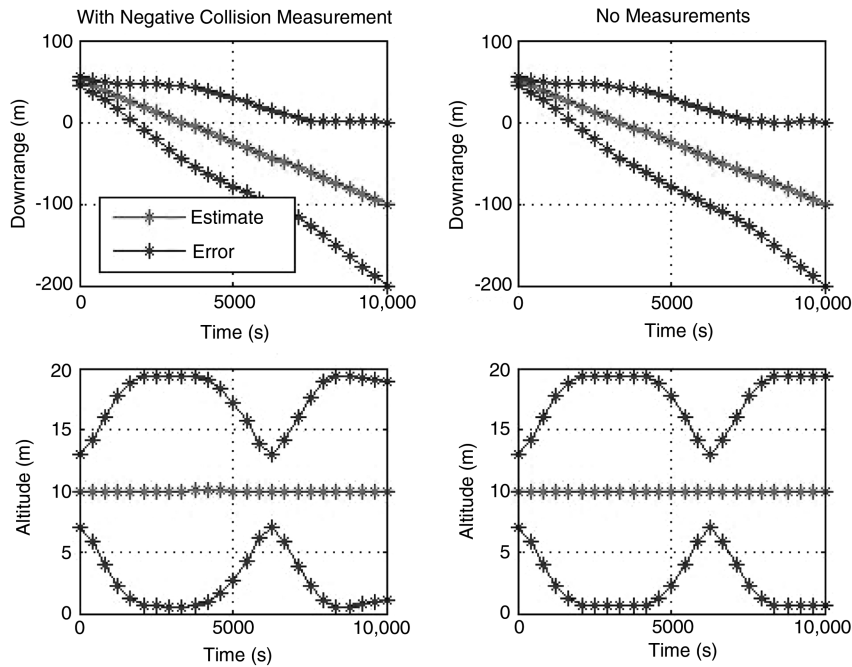 With Negative Collision Measurement
No Measurements
100
0
-100
-200
Downrange (m)
Estimate
Error
0
5000
10,000
Time (s)
100
0
-100
-200
Downrange (m)
0
5000
10,000
Time (s)
20
15
10
5
0
Altitude (m)
0
5000
10,000
Time (s)
20
15
10
5
0
Altitude (m)
0
5000
10,000
Time (s)